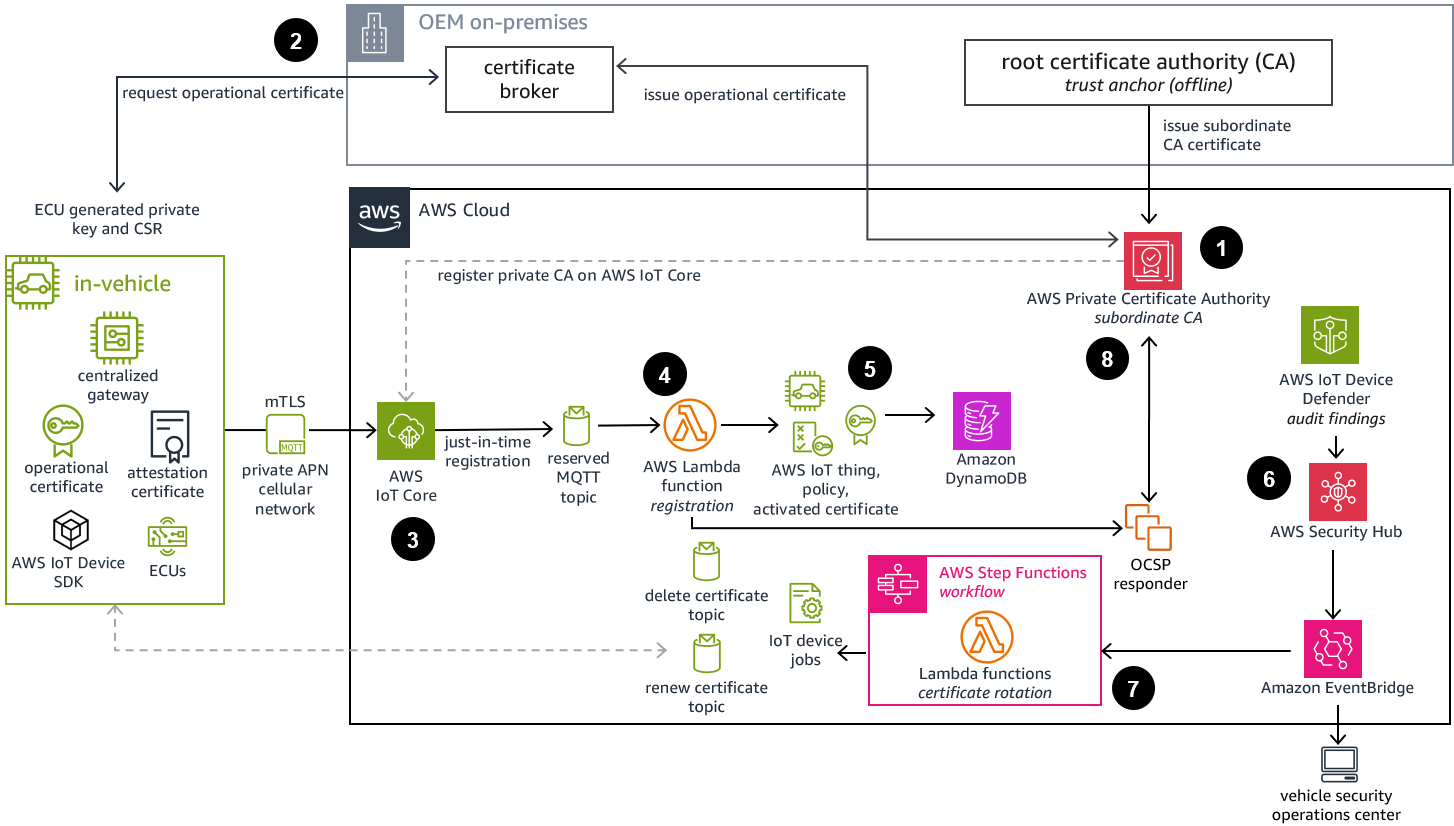 2
OEM on-premises
certificate
broker
root certificate authority (CA)
trust anchor (offline)
request operational certificate
issue operational certificate
issue subordinate
CA certificate
ECU generated private
key and CSR
aws
AWS Cloud
1
register private CA on AWS IoT Core
AWS Private Certificate Authority
subordinate CA
in-vehicle
centralized
gateway
operational
certificate
attestation
certificate
AWS IoT Device
SDK
ECUs
mTLS
MQTT
private APN
cellular
network
AWS
IoT Core
3
just-in-time
registration
reserved
MQTT
topic
4
AWS Lambda
function
registration
5
AWS IoT thing,
policy,
activated certificate
Amazon
DynamoDB
8
OCSP
responder
AWS IoT Device
Defender
audit findings
6
AWS Security Hub
delete certificate
topic
renew certificate
topic
IoT device
jobs
AWS Step Functions
workflow
Lambda functions
certificate rotation
7
Amazon EventBridge
vehicle security
operations center